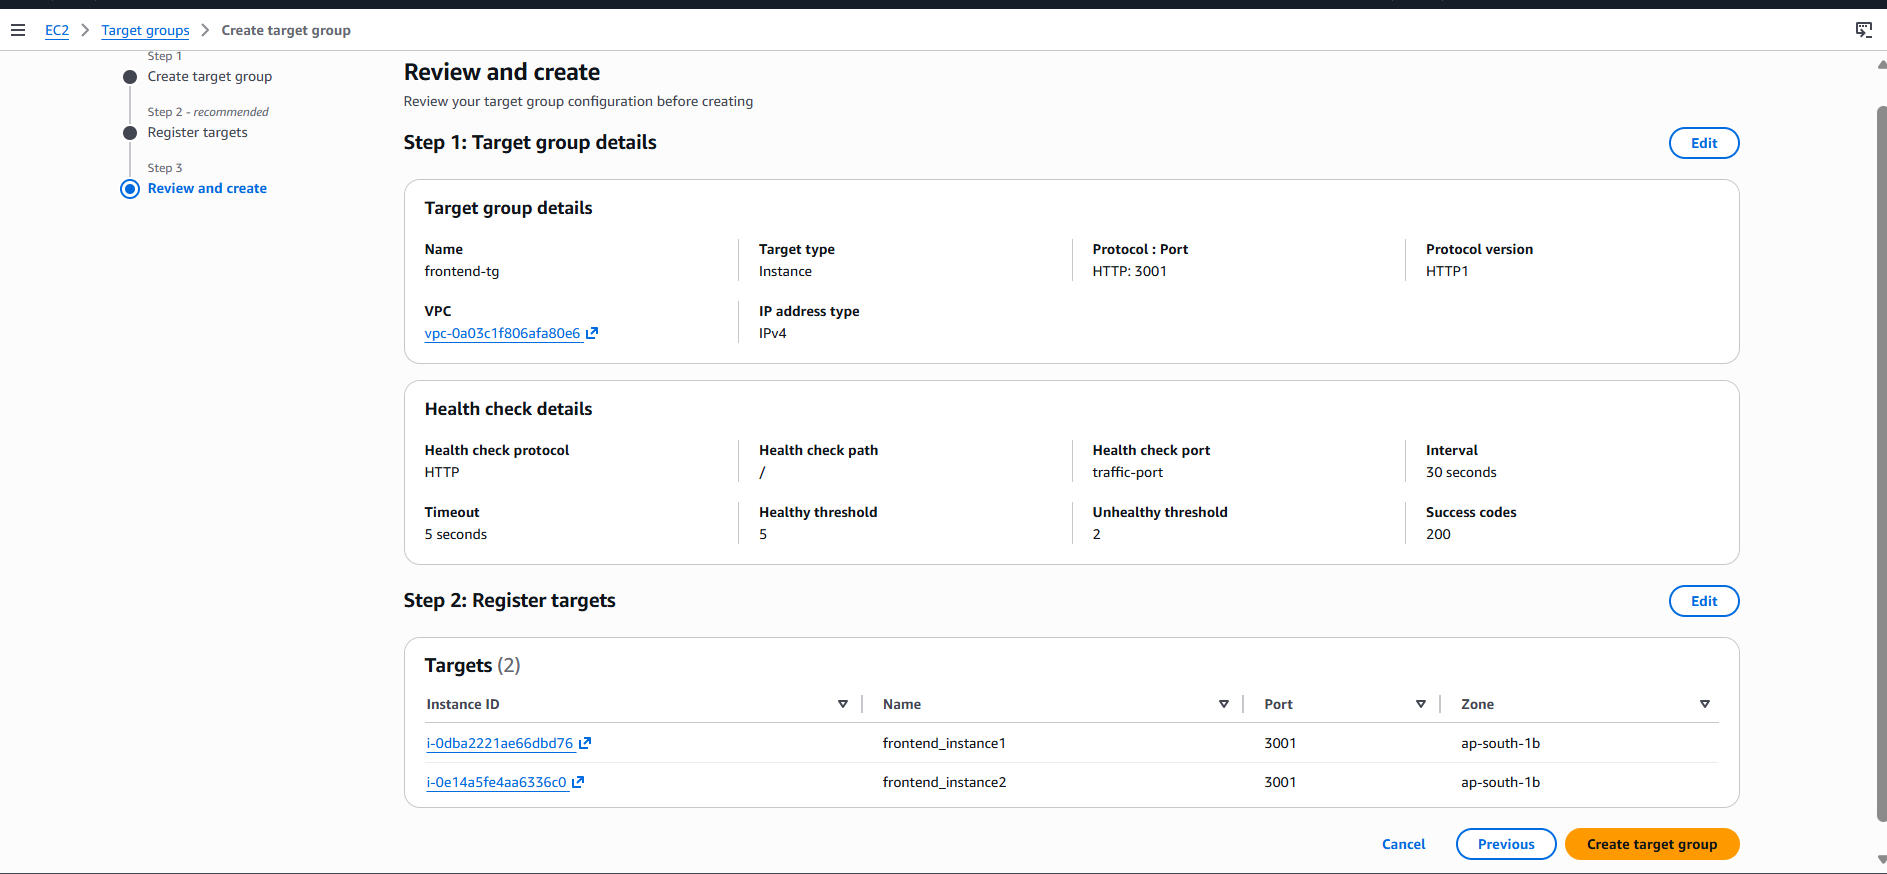 EC2 > Target groups > Create target group
Step 1
Create target group
Step 2 - recommended
Register targets
Step 3
Review and create
Review and create
Review your target group configuration before creating
Step 1: Target group details
Edit
Target group details
Name
frontend-tg
Target type
Instance
Protocol : Port
HTTP: 3001
Protocol version
HTTP1
VPC
vpc-0a03c1f806afa80e6
IP address type
IPv4
Health check details
Health check protocol
HTTP
Health check path
/
Health check port
traffic-port
Interval
30 seconds
Timeout
5 seconds
Healthy threshold
5
Unhealthy threshold
2
Success codes
200
Step 2: Register targets
Edit
Targets (2)
Instance ID Name Port Zone
i-0dba2221ae66dbd76 frontend_instance1 3001 ap-south-1b
i-0e14a5fe4aa6336c0 frontend_instance2 3001 ap-south-1b
Cancel Previous Create target group